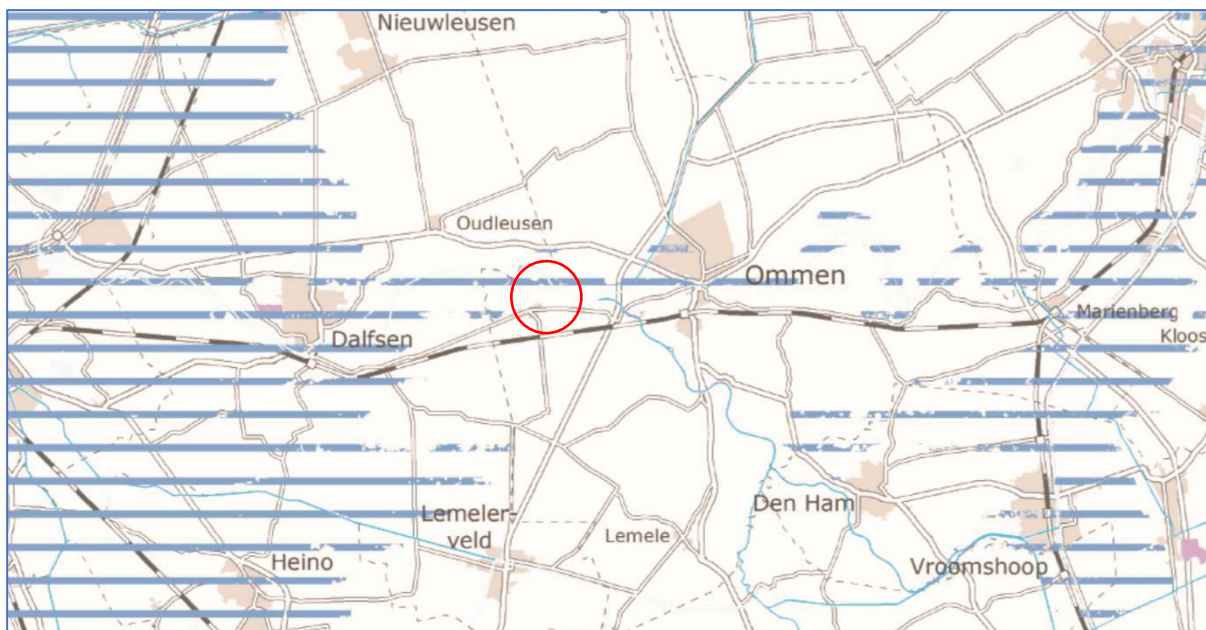 Nieuwleusen
Oudleusen
Ommen
Marienberg
Kloos
Dalfsen
Lemeler-
veld
Lemele
Den Ham
Heino
Vroomshoop